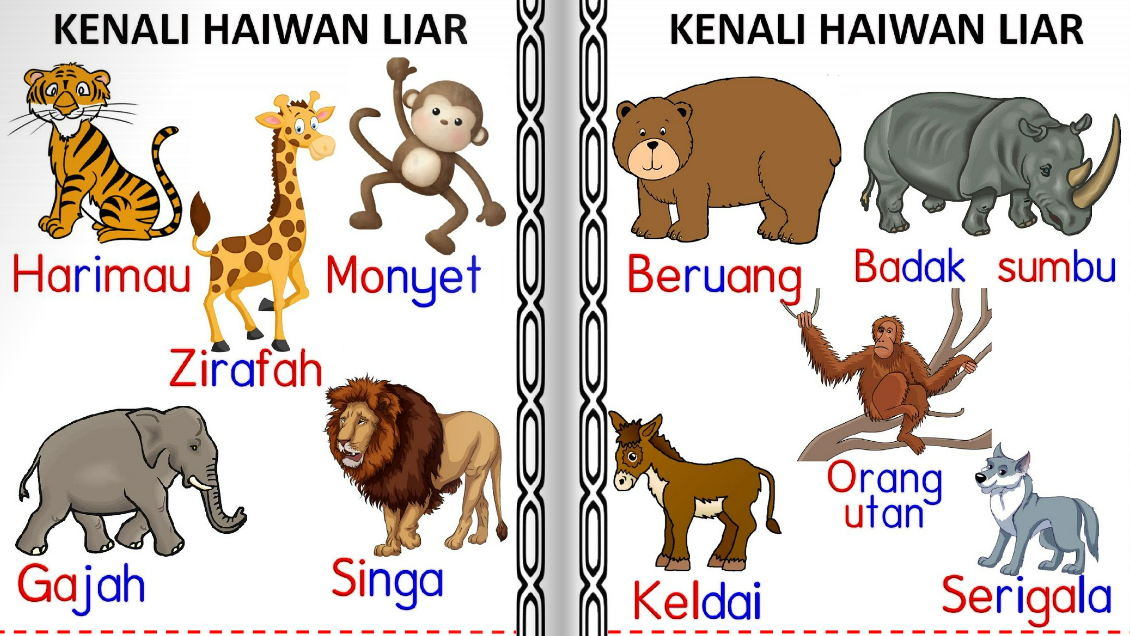 KENALI HAIWAN LIAR
Harimau
Zirafah
Monyet
Gajah
Singa
KENALI HAIWAN LIAR
Beruang
Badak sumbu
Orang
utan
Keldai
Serigala